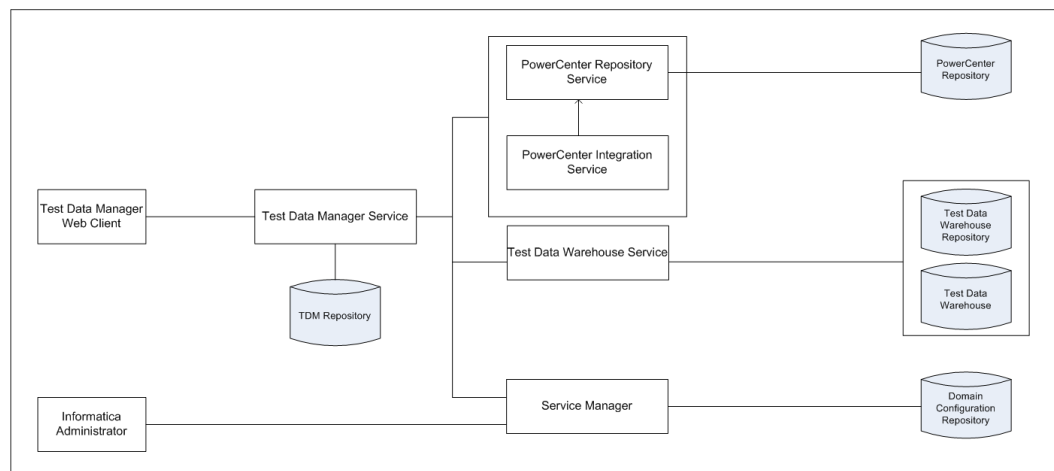 PowerCenter Repository
Service
PowerCenter
Repository
PowerCenter Integration
Service
Test Data Manager
Web Client
Test Data Manager Service
Test Data
Warehouse
Repository
Test Data Warehouse Service
Test Data
Warehouse
TDM Repository
Informatica
Administrator
Service Manager
Domain
Configuration
Repository